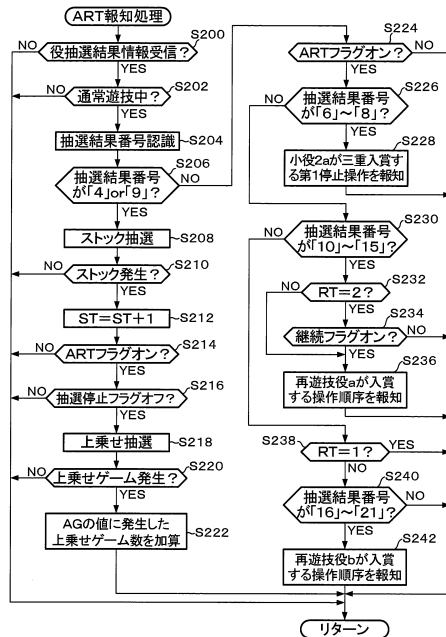 ART報知処理
S200
役抽選結果情報受信?
NO
YES
S202
通常遊技中?
NO
YES
抽選結果番号認識
S204
S206
抽選結果番号
が「4」or「9」?
NO
YES
ストック抽選
S208
S210
ストック発生?
NO
YES
ST=ST+1
S212
S214
ARTフラグオン?
NO
YES
S216
抽選停止フラグオフ?
NO
YES
上乗せ抽選
S218
S220
上乗せゲーム発生?
NO
YES
AGの値に発生した
上乗せゲーム数を加算
S222
S224
ARTフラグオン?
NO
YES
S226
抽選結果番号
が「6」~「8」?
NO
YES
S228
小役2aが三重入賞する
第1停止操作を報知
S230
抽選結果番号
が「10」~「15」?
NO
YES
S232
RT=2?
NO
YES
S234
継続フラグオン?
NO
YES
S236
再遊技役aが入賞
する操作順序を報知
S238
RT=1?
YES
NO
S240
抽選結果番号
が「16」~「21」?
NO
YES
S242
再遊技役bが入賞
する操作順序を報知
リターン